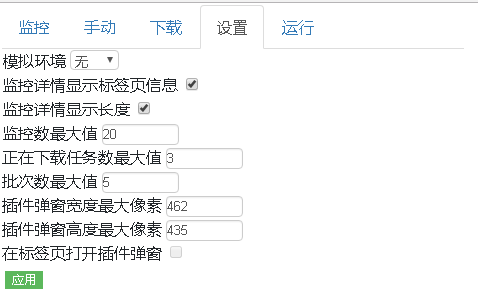 监控 手动 下载 设置 运行
模拟环境 无
监控详情显示标签页信息
监控详情显示长度
监控数最大值 20
正在下载任务数最大值 3
批次数最大值 5
插件弹窗宽度最大像素 462
插件弹窗高度最大像素 435
在标签页打开插件弹窗
应用